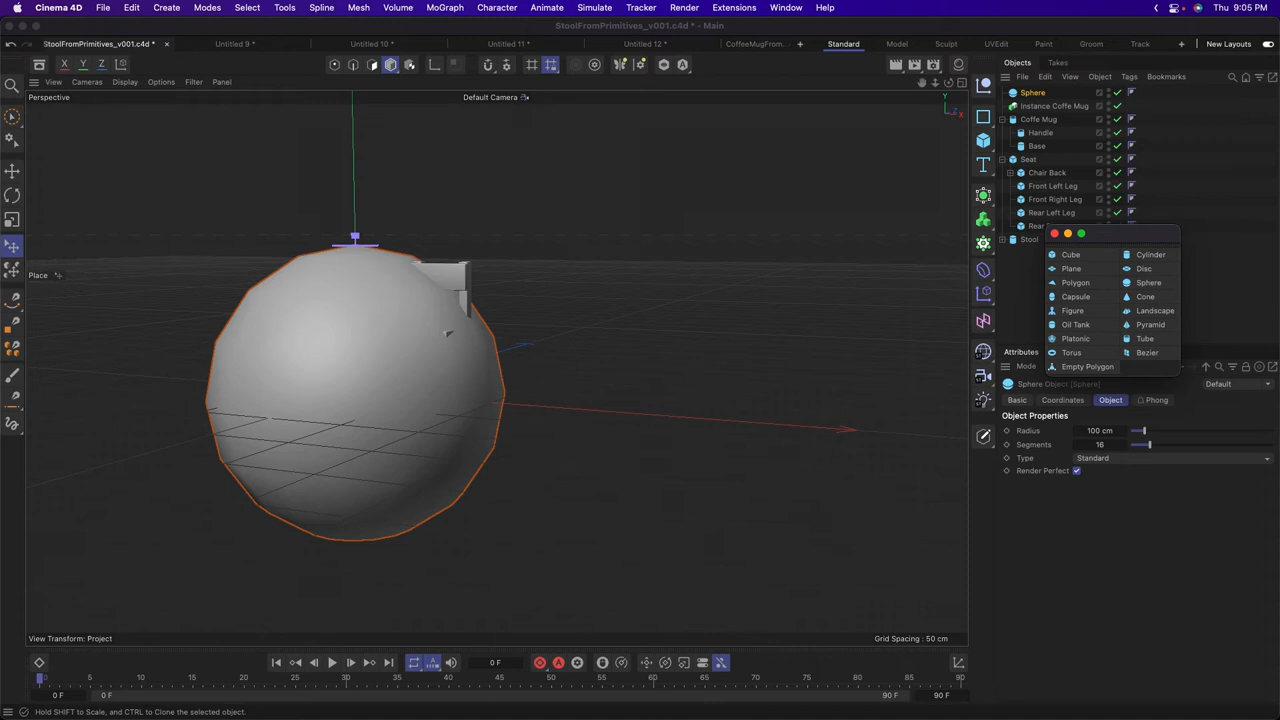 Cinema 4D File Edit Create Modes Select Tools Spline Mesh Volume MoGraph Character Animate Simulate Tracker Render Extensions Window Help Thu 9:05 PM
StoolFromPrimitives_v001.c4d * - Main
StoolFromPrimitives_v001.c4d * Untitled 9 * Untitled 10 * Untitled 11 * Untitled 12 * CoffeeMugFrom... Standard Model Sculpt UVEdit Paint Groom Track New Layouts
X Y Z
Objects Takes
View Cameras Display Options Filter Panel
File Edit View Object Tags Bookmarks
Perspective
Default Camera
Y
X
Sphere
Instance Coffe Mug
Coffe Mug
Handle
Base
Seat
Chair Back
Front Left Leg
Front Right Leg
Rear Left Leg
Rear
Stool
Cube Cylinder
Plane Disc
Polygon Sphere
Capsule Cone
Figure Landscape
Oil Tank Pyramid
Platonic Tube
Torus Bezier
Empty Polygon
Place
Attributes
Mode
Sphere Object [Sphere] Default
Basic Coordinates Object Phong
Object Properties
Radius 100 cm
Segments 16
Type Standard
Render Perfect
View Transform: Project
Grid Spacing : 50 cm
0 F
0 5 10 15 20 25 30 35 40 45 50 55 60 65 70 75 80 85 90
0 F 0 F 90 F 90 F
Hold SHIFT to Scale, and CTRL to Clone the selected object.